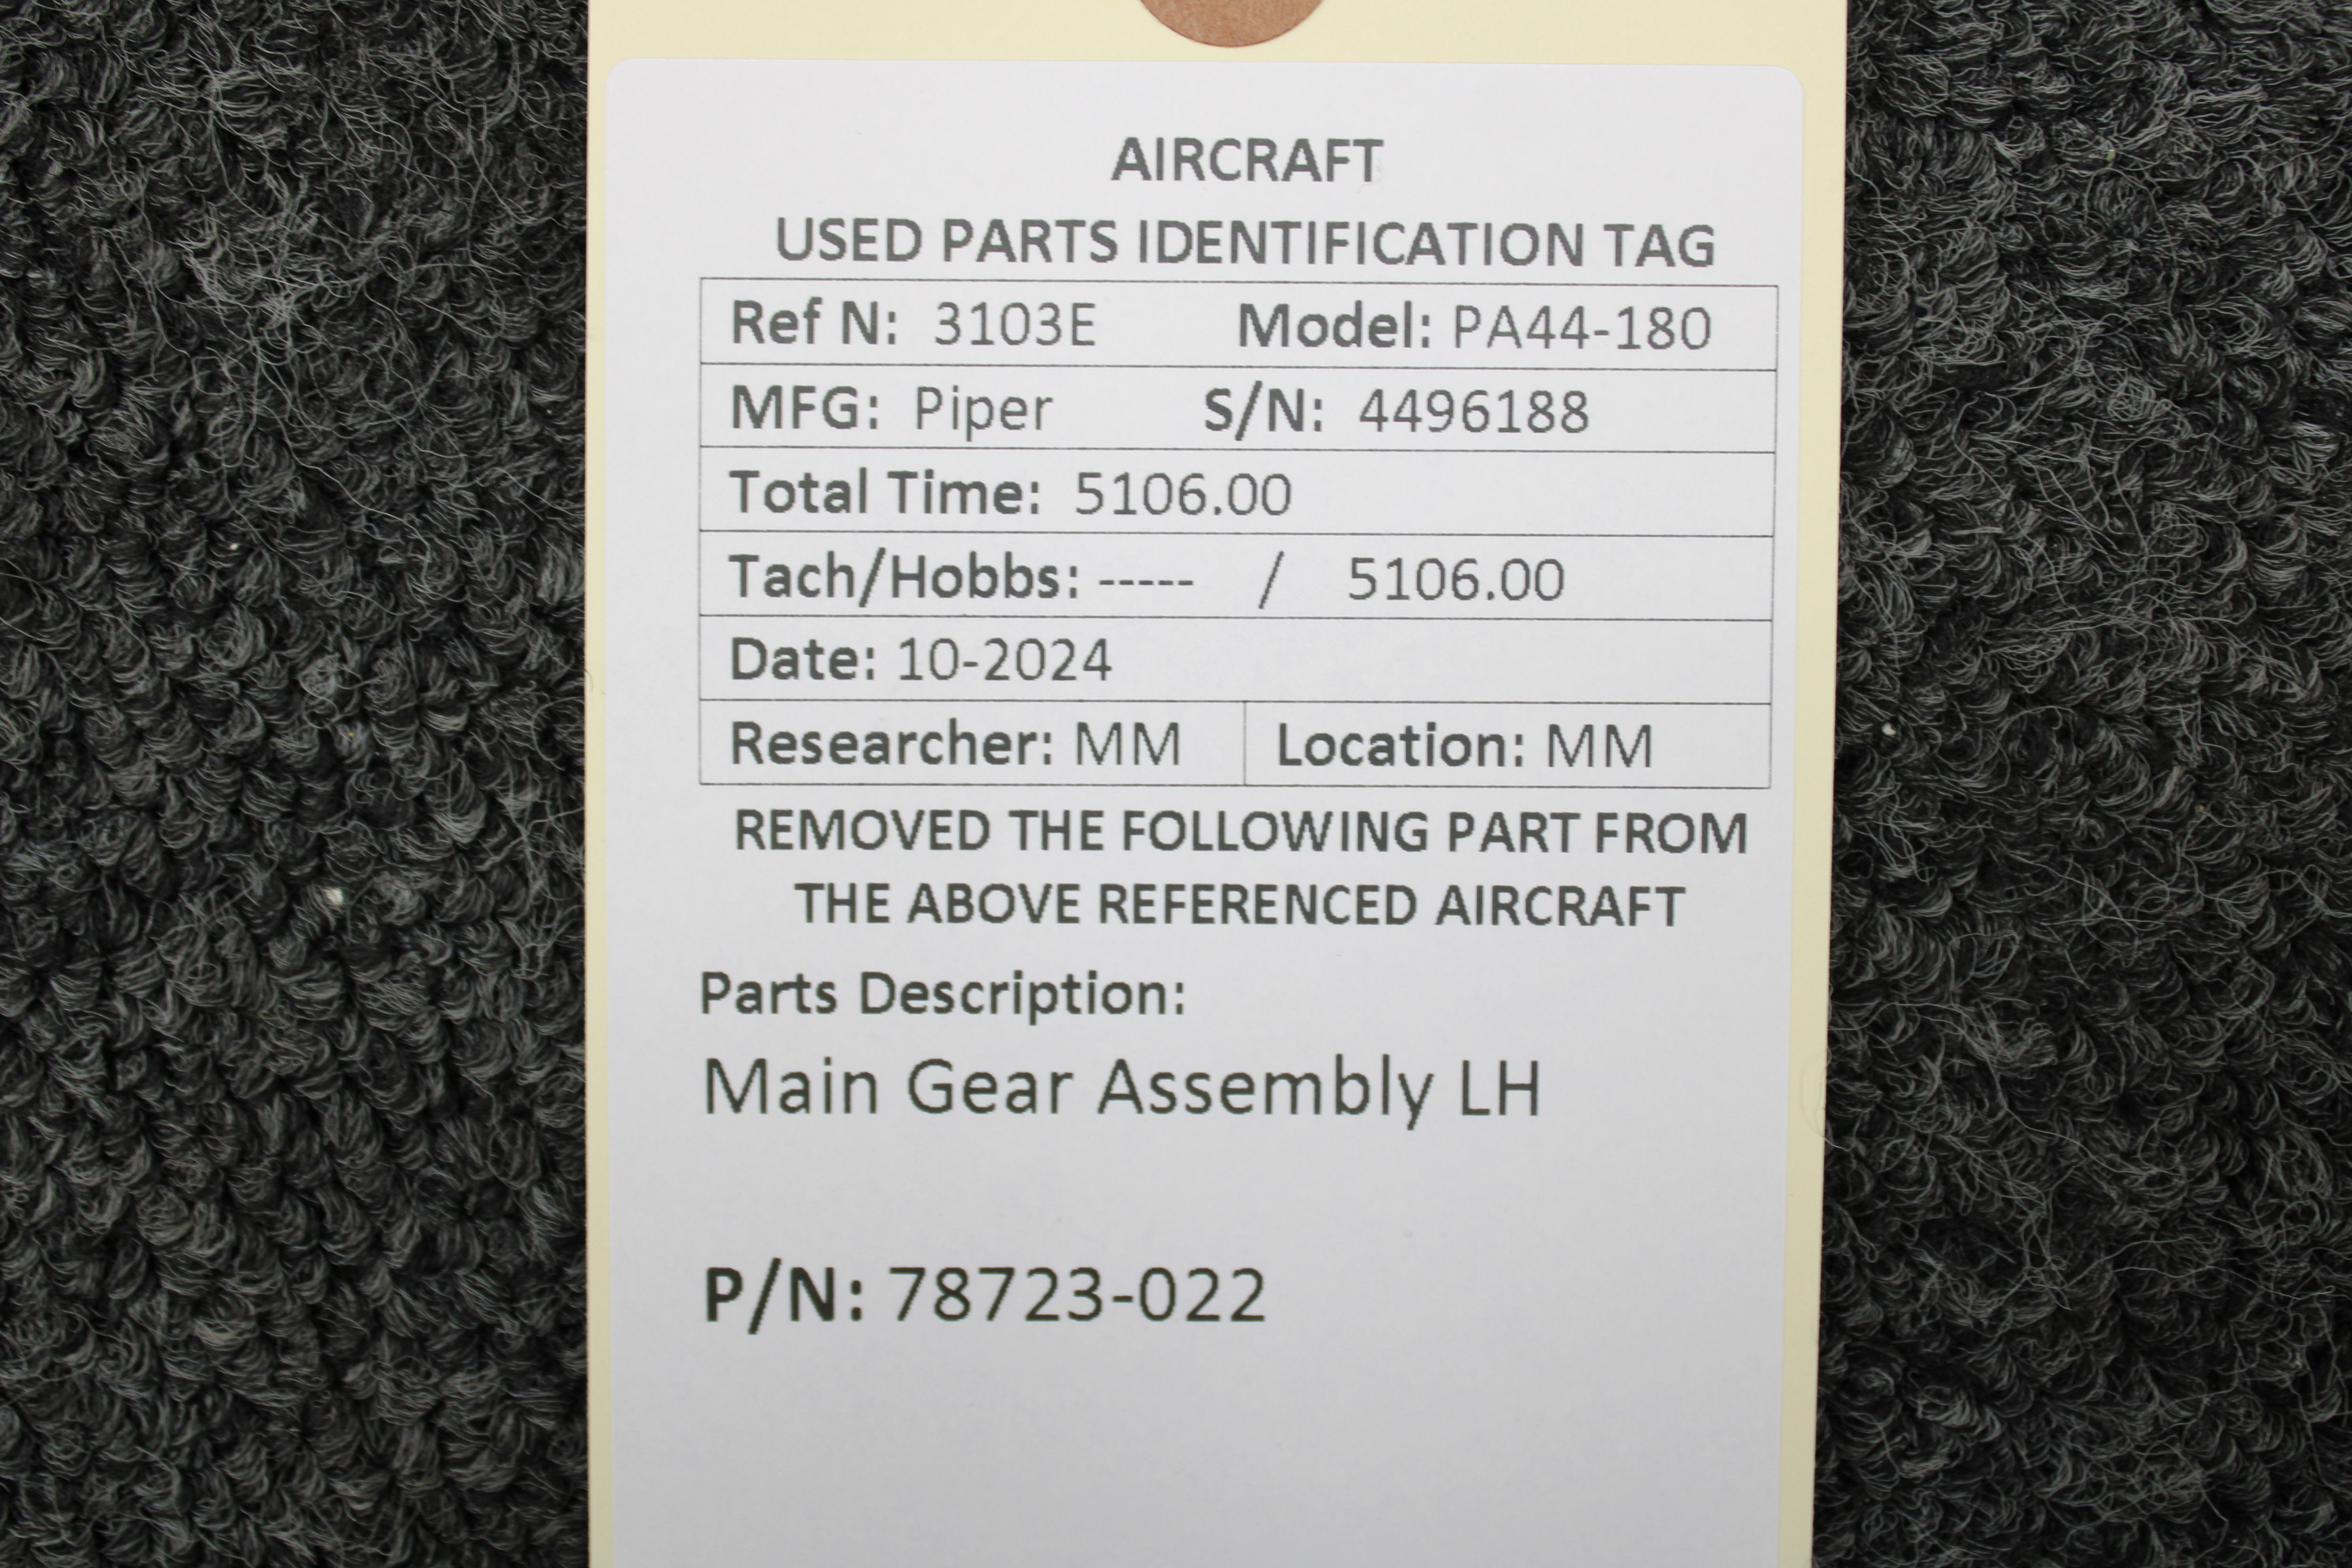 AIRCRAFT
USED PARTS IDENTIFICATION TAG
Ref N: 3103E Model: PA44-180
MFG: Piper S/N: 4496188
Total Time: 5106.00
Tach/Hobbs: ----- / 5106.00
Date: 10-2024
Researcher: MM Location: MM
REMOVED THE FOLLOWING PART FROM
THE ABOVE REFERENCED AIRCRAFT
Parts Description:
Main Gear Assembly LH
P/N: 78723-022